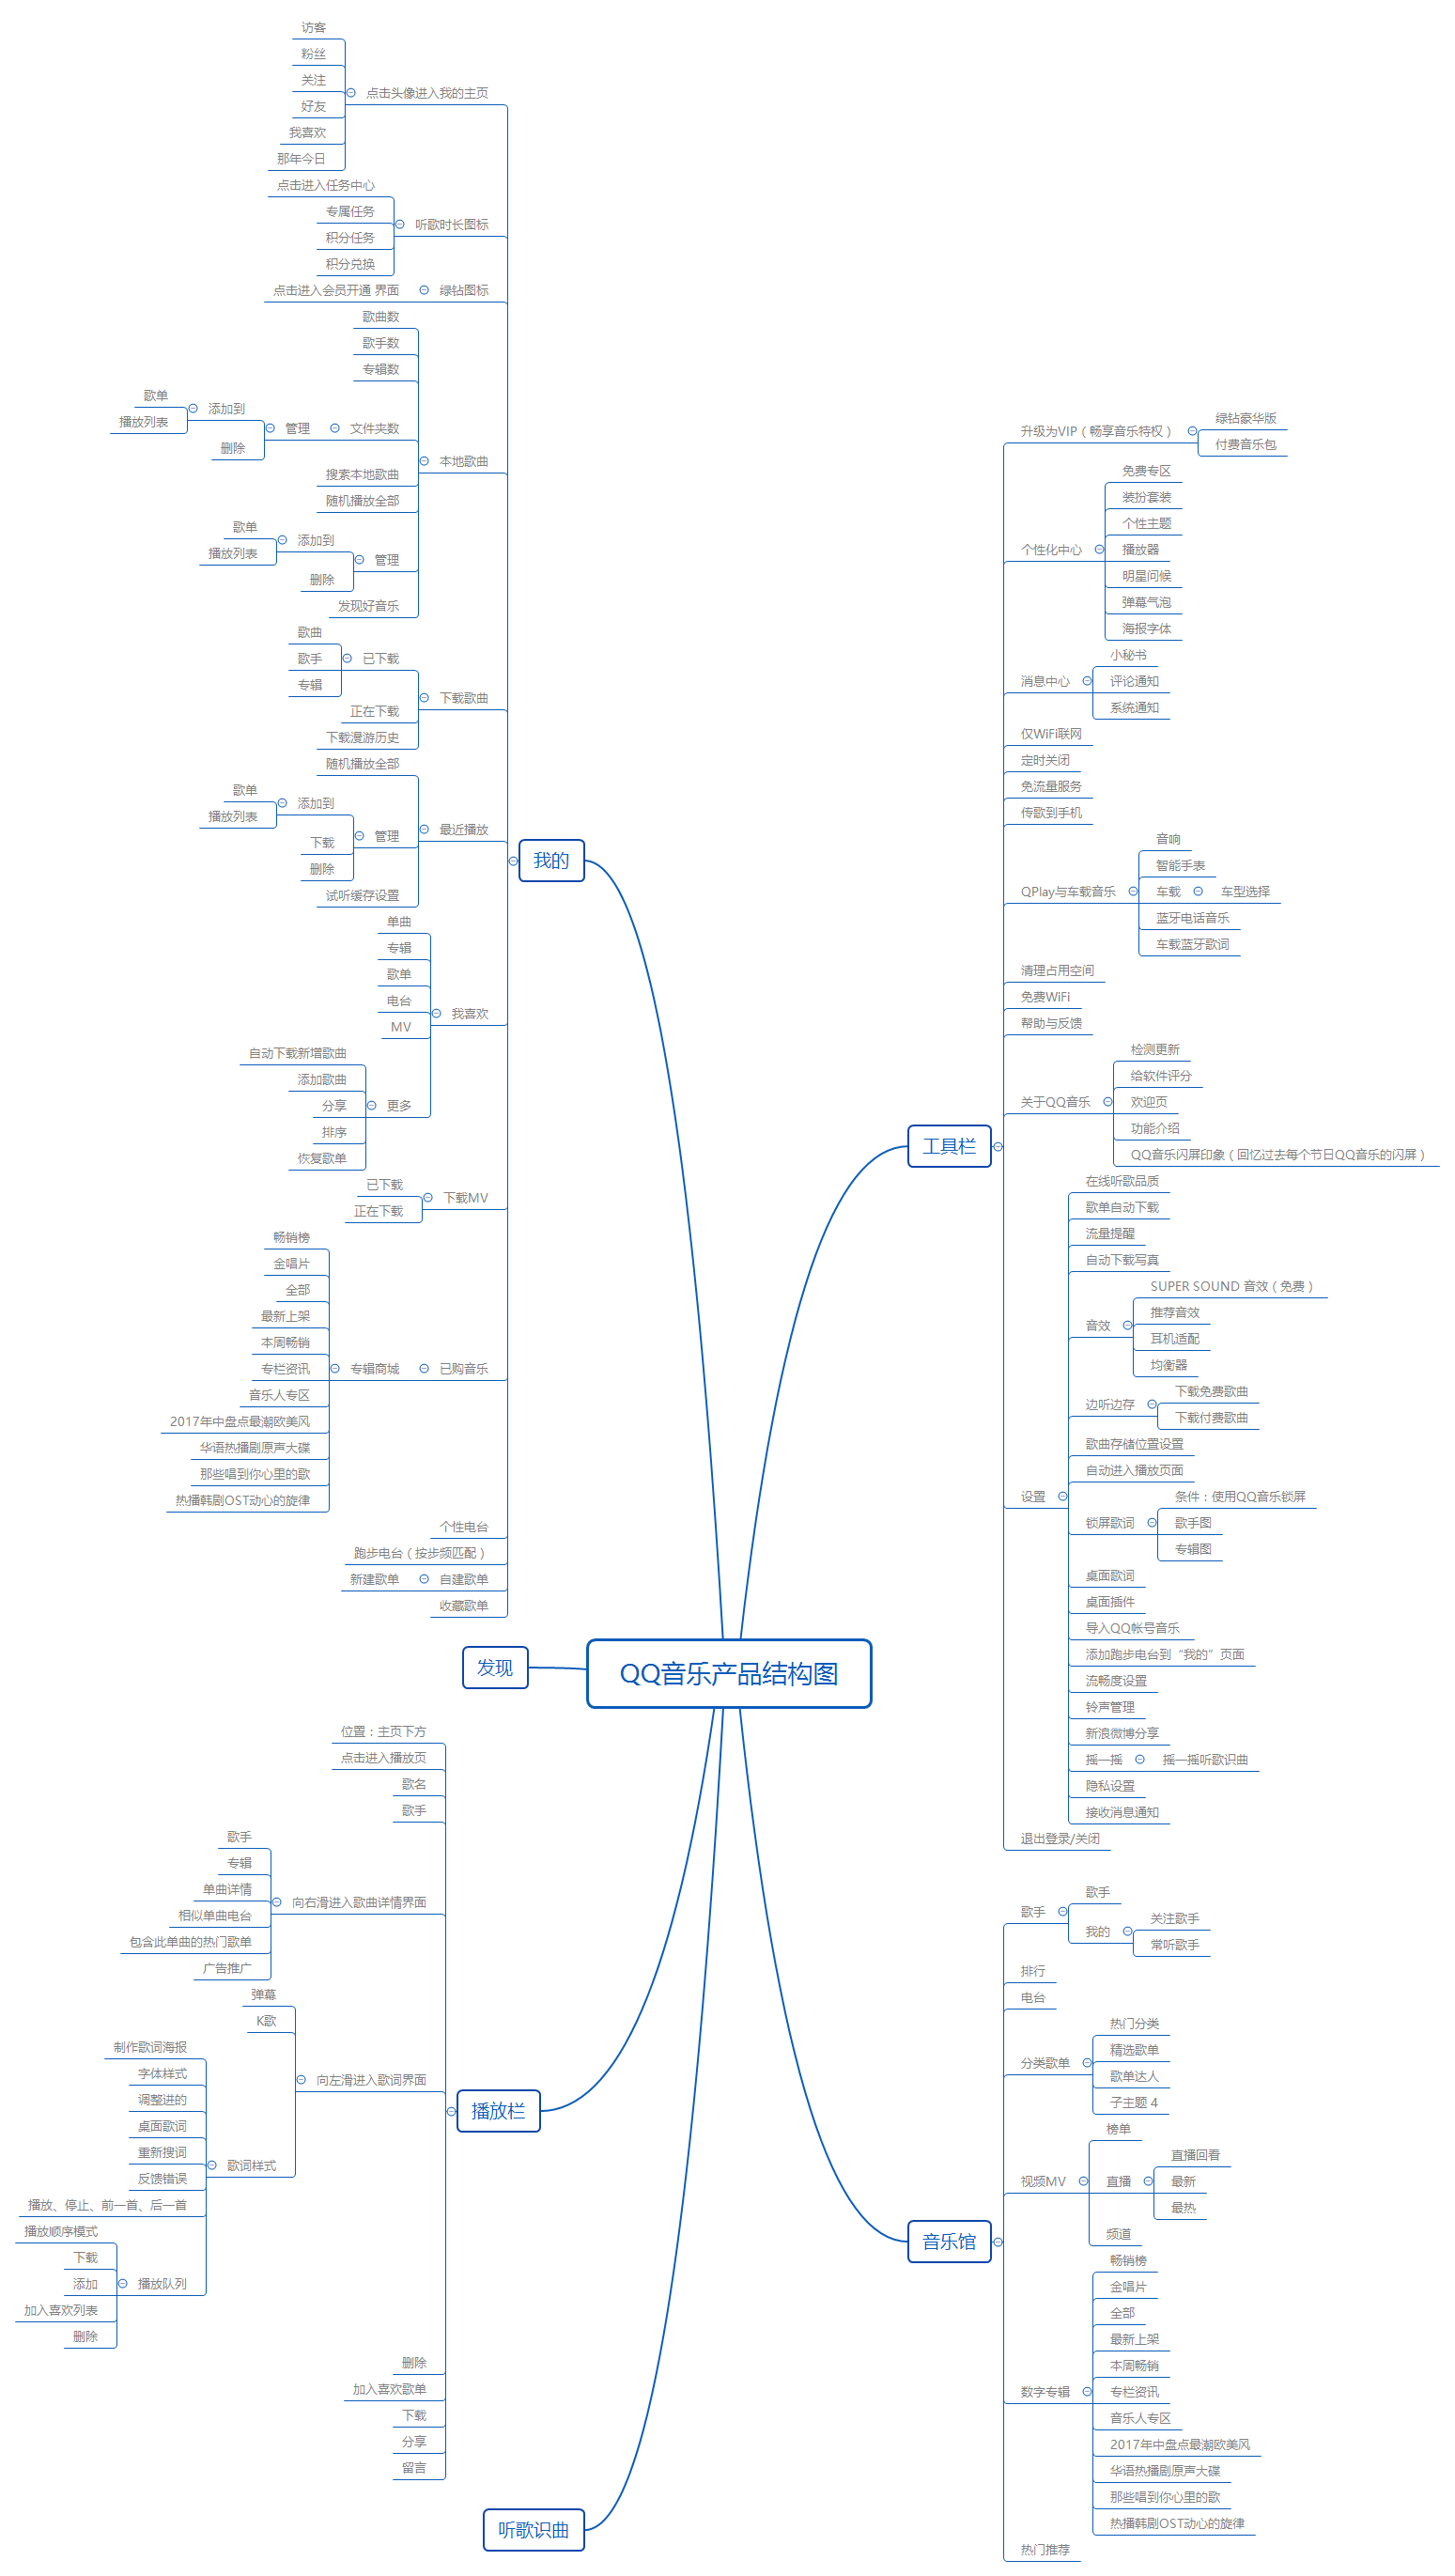 QQ音乐产品结构图
我的
点击头像进入我的主页
访客
粉丝
关注
好友
我喜欢
那年今日
听歌时长图标
点击进入任务中心
专属任务
积分任务
积分兑换
绿钻图标
点击进入会员开通 界面
本地歌曲
歌曲数
歌手数
专辑数
文件夹数
管理
添加到
歌单
播放列表
删除
搜索本地歌曲
随机播放全部
管理
添加到
歌单
播放列表
删除
发现好音乐
下载歌曲
已下载
歌曲
歌手
专辑
正在下载
下载漫游历史
最近播放
随机播放全部
管理
添加到
歌单
播放列表
下载
删除
试听缓存设置
我喜欢
单曲
专辑
歌单
电台
MV
更多
自动下载新增歌曲
添加歌曲
分享
排序
恢复歌单
下载MV
已下载
正在下载
已购音乐
专辑商城
畅销榜
金唱片
全部
最新上架
本周畅销
专栏资讯
音乐人专区
2017年中盘点最潮欧美风
华语热播剧原声大碟
那些唱到你心里的歌
热播韩剧OST动心的旋律
个性电台
跑步电台（按步频匹配）
自建歌单
新建歌单
收藏歌单
发现
播放栏
位置：主页下方
点击进入播放页
歌名
歌手
向右滑进入歌曲详情界面
歌手
专辑
单曲详情
相似单曲电台
包含此单曲的热门歌单
广告推广
向左滑进入歌词界面
弹幕
K歌
歌词样式
制作歌词海报
字体样式
调整进的
桌面歌词
重新搜词
反馈错误
播放、停止、前一首、后一首
播放队列
播放顺序模式
下载
添加
加入喜欢列表
删除
删除
加入喜欢歌单
下载
分享
留言
听歌识曲
工具栏
升级为VIP（畅享音乐特权）
绿钻豪华版
付费音乐包
个性化中心
免费专区
装扮套装
个性主题
播放器
明星问候
弹幕气泡
海报字体
消息中心
小秘书
评论通知
系统通知
仅WiFi联网
定时关闭
免流量服务
传歌到手机
QPlay与车载音乐
音响
智能手表
车载
车型选择
蓝牙电话音乐
车载蓝牙歌词
清理占用空间
免费WiFi
帮助与反馈
关于QQ音乐
检测更新
给软件评分
欢迎页
功能介绍
QQ音乐闪屏印象（回忆过去每个节日QQ音乐的闪屏）
设置
在线听歌品质
歌单自动下载
流量提醒
自动下载写真
音效
SUPER SOUND 音效（免费）
推荐音效
耳机适配
均衡器
边听边存
下载免费歌曲
下载付费歌曲
歌曲存储位置设置
自动进入播放页面
锁屏歌词
条件：使用QQ音乐锁屏
歌手图
专辑图
桌面歌词
桌面插件
导入QQ帐号音乐
添加跑步电台到“我的”页面
流畅度设置
铃声管理
新浪微博分享
摇一摇
摇一摇听歌识曲
隐私设置
接收消息通知
退出登录/关闭
音乐馆
歌手
歌手
我的
关注歌手
常听歌手
排行
电台
分类歌单
热门分类
精选歌单
歌单达人
子主题 4
视频MV
榜单
直播
直播回看
最新
最热
频道
数字专辑
畅销榜
金唱片
全部
最新上架
本周畅销
专栏资讯
音乐人专区
2017年中盘点最潮欧美风
华语热播剧原声大碟
那些唱到你心里的歌
热播韩剧OST动心的旋律
热门推荐